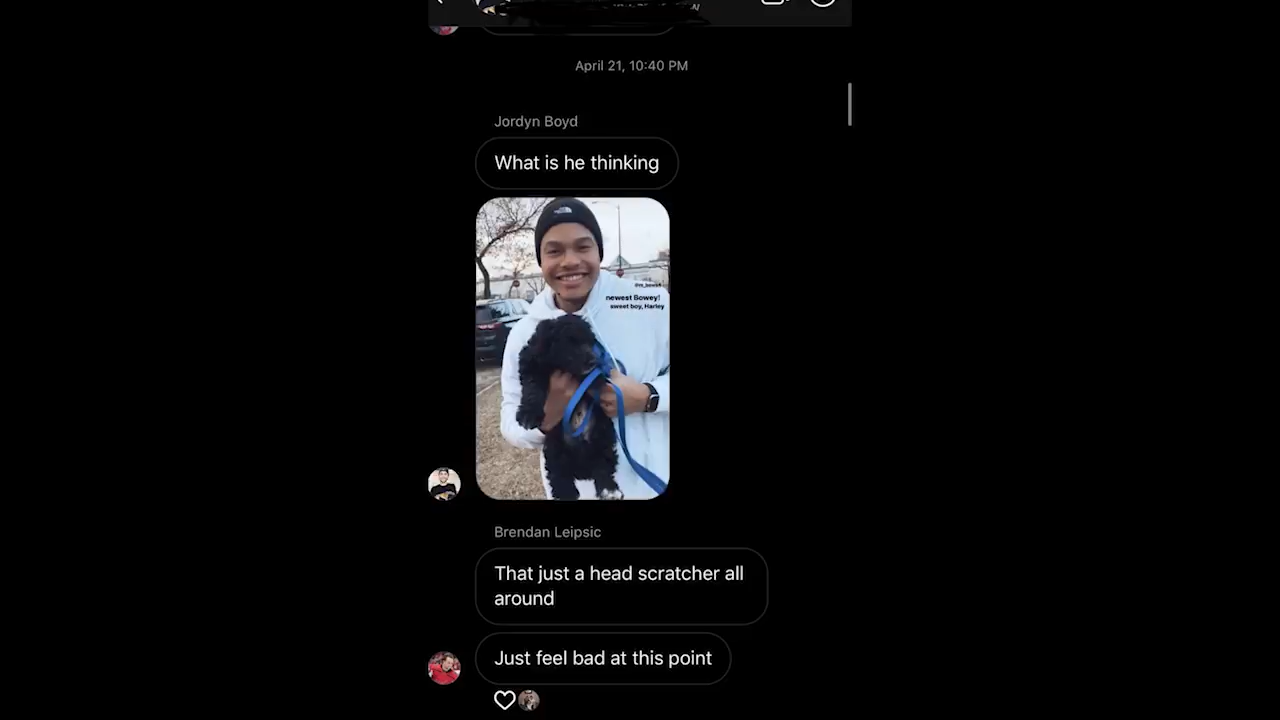 April 21, 10:40 PM
Jordyn Boyd
What is he thinking
newest Bowey!
sweet boy, Harley
Brendan Leipsic
That just a head scratcher all
around
Just feel bad at this point